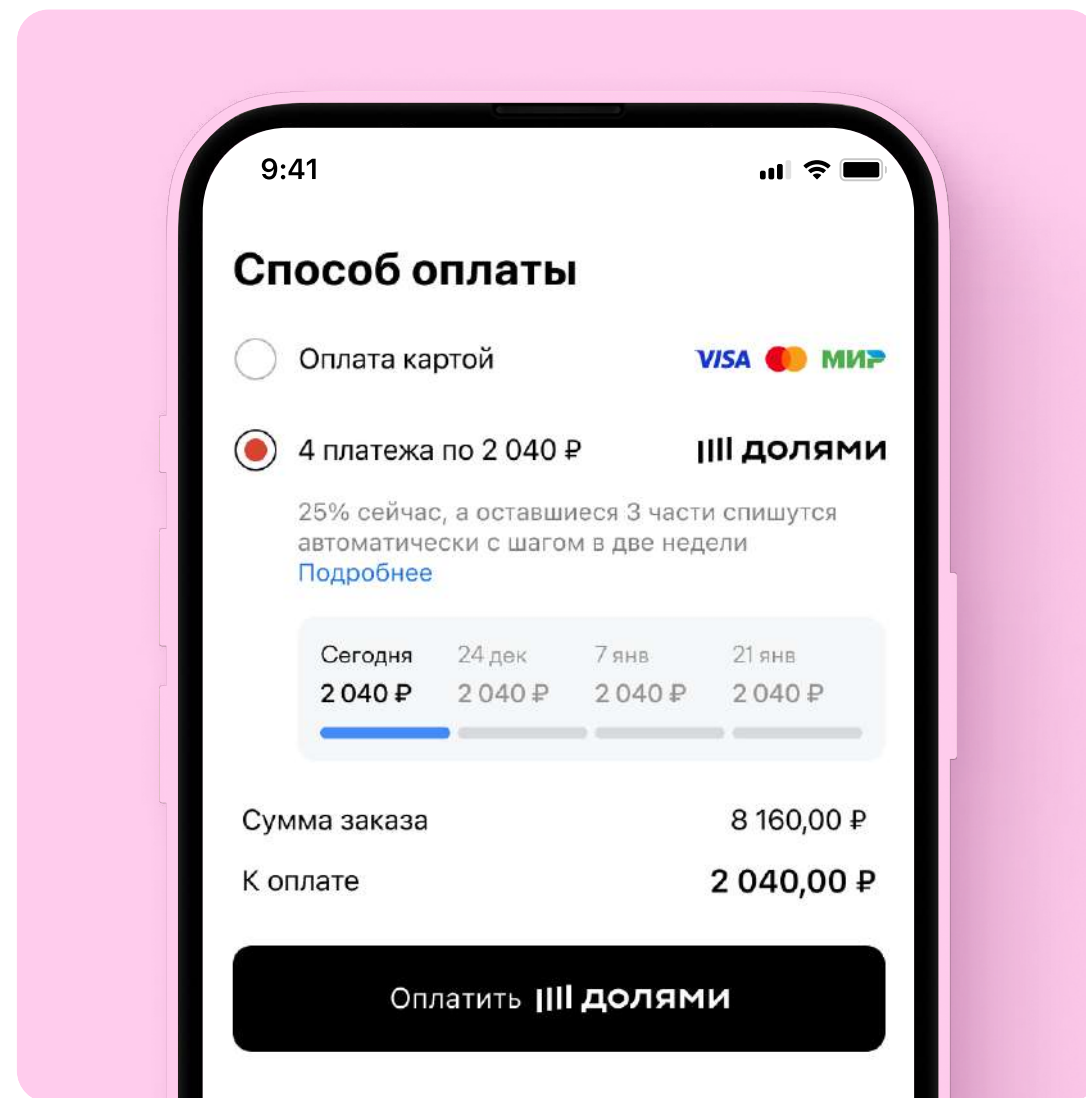 9:41
Способ оплаты
Оплата картой VISA МИР
4 платежа по 2 040 ₽ долями
25% сейчас, а оставшиеся 3 части спишутся
автоматически с шагом в две недели
Подробнее
Сегодня 24 дек 7 янв 21 янв
2 040 ₽ 2 040 ₽ 2 040 ₽ 2 040 ₽
Сумма заказа 8 160,00 ₽
К оплате 2 040,00 ₽
Оплатить долями